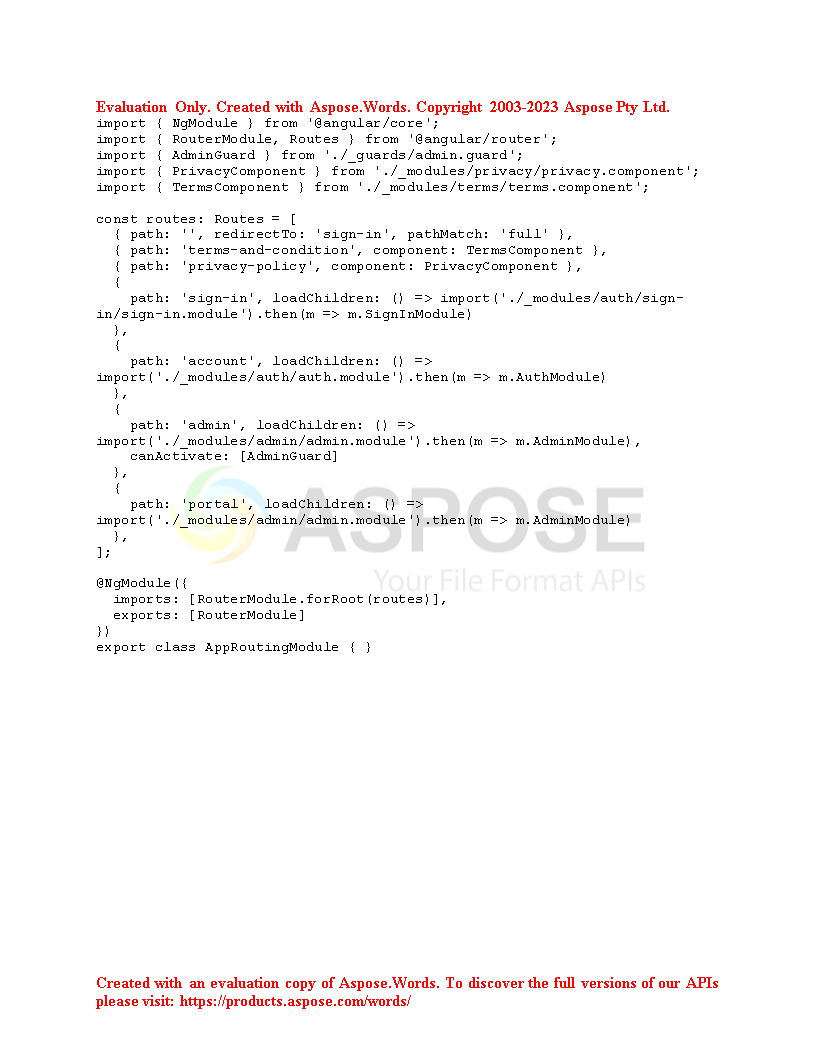 Evaluation Only. Created with Aspose.Words. Copyright 2003-2023 Aspose Pty Ltd.
import { NgModule } from '@angular/core';
import { RouterModule, Routes } from '@angular/router';
import { AdminGuard } from './_guards/admin.guard';
import { PrivacyComponent } from './_modules/privacy/privacy.component';
import { TermsComponent } from './_modules/terms/terms.component';

const routes: Routes = [
  { path: '', redirectTo: 'sign-in', pathMatch: 'full' },
  { path: 'terms-and-condition', component: TermsComponent },
  { path: 'privacy-policy', component: PrivacyComponent },
  {
    path: 'sign-in', loadChildren: () => import('./_modules/auth/sign-
in/sign-in.module').then(m => m.SignInModule)
  },
  {
    path: 'account', loadChildren: () =>
import('./_modules/auth/auth.module').then(m => m.AuthModule)
  },
  {
    path: 'admin', loadChildren: () =>
import('./_modules/admin/admin.module').then(m => m.AdminModule),
    canActivate: [AdminGuard]
  },
  {
    path: 'portal', loadChildren: () =>
import('./_modules/admin/admin.module').then(m => m.AdminModule)
  },
];
ASPOSE
Your File Format APIs

@NgModule({
  imports: [RouterModule.forRoot(routes)],
  exports: [RouterModule]
})
export class AppRoutingModule { }

Created with an evaluation copy of Aspose.Words. To discover the full versions of our APIs
please visit: https://products.aspose.com/words/